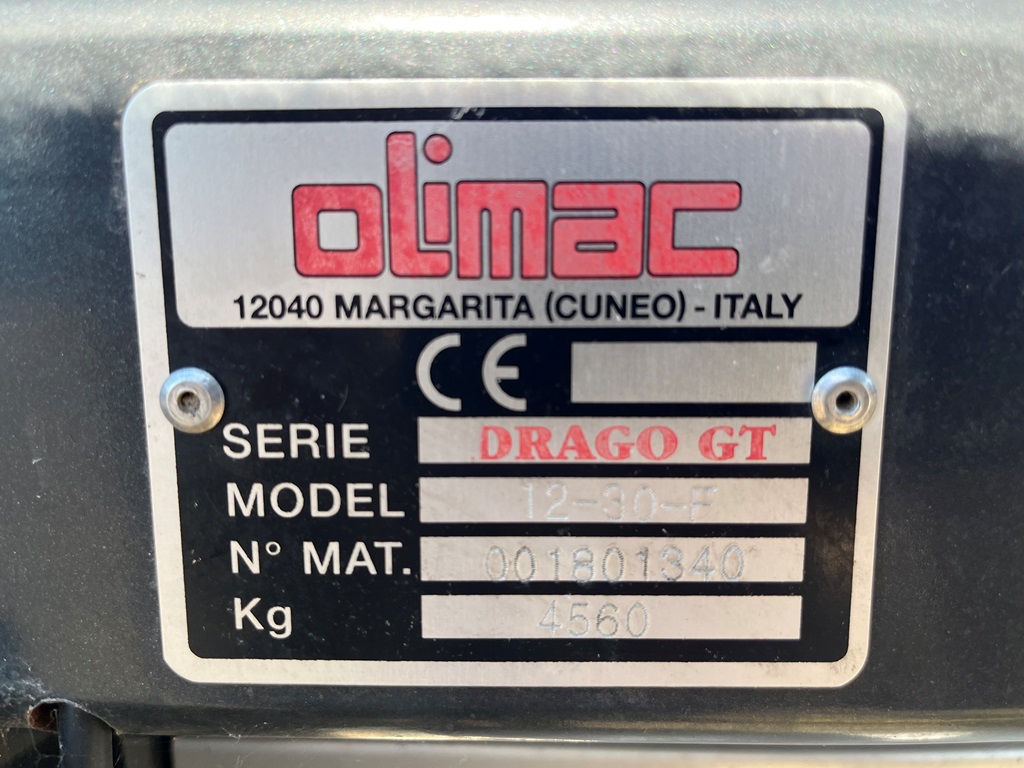 olimac
12040 MARGARITA (CUNEO) - ITALY
CE
SERIE DRAGO GT
MODEL 12-30-F
N° MAT. 001801340
Kg 4560